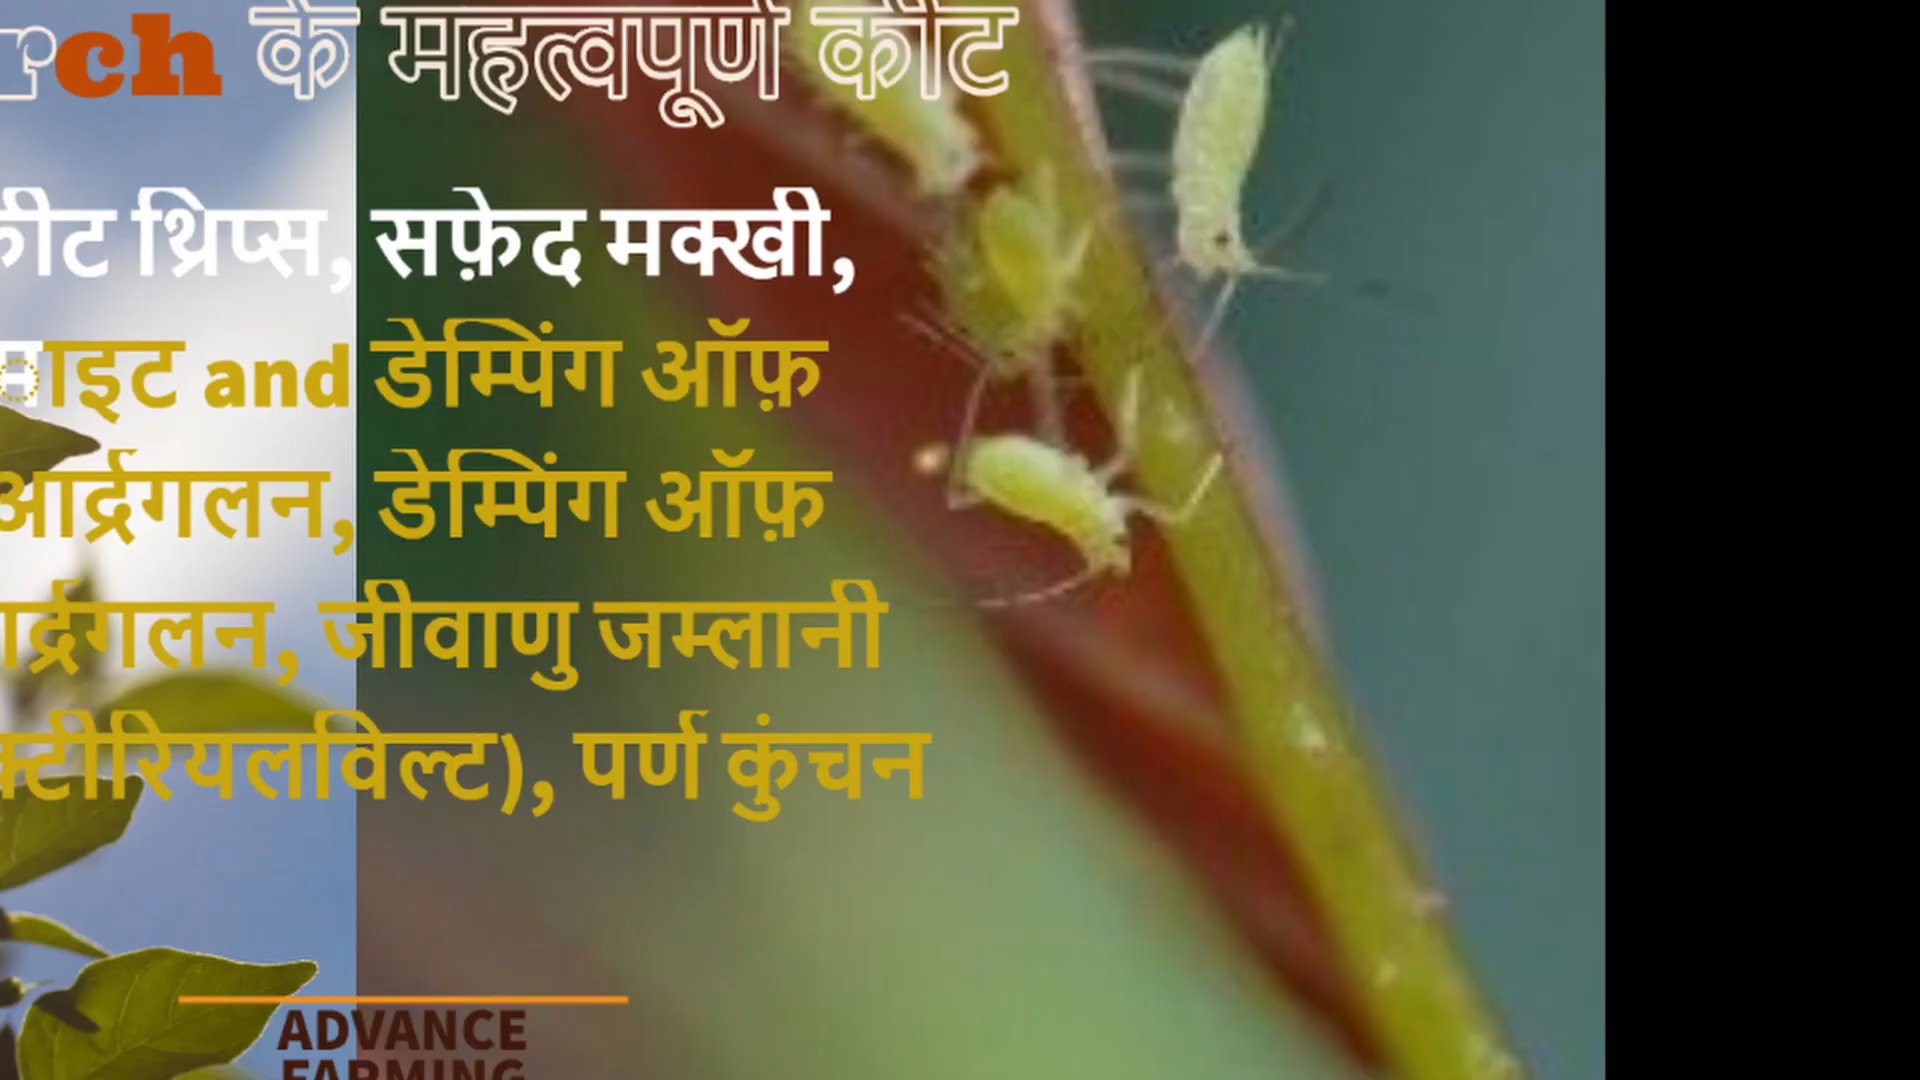 rch के महत्वपूर्ण कीट
कीट थ्रिप्स, सफ़ेद मक्खी,
ाइट and डेम्पिंग ऑफ़
आर्द्रगलन, डेम्पिंग ऑफ़
र्द्रगलन, जीवाणु जम्लानी
क्टीरियलविल्ट), पर्ण कुंचन
ADVANCE
FARMING